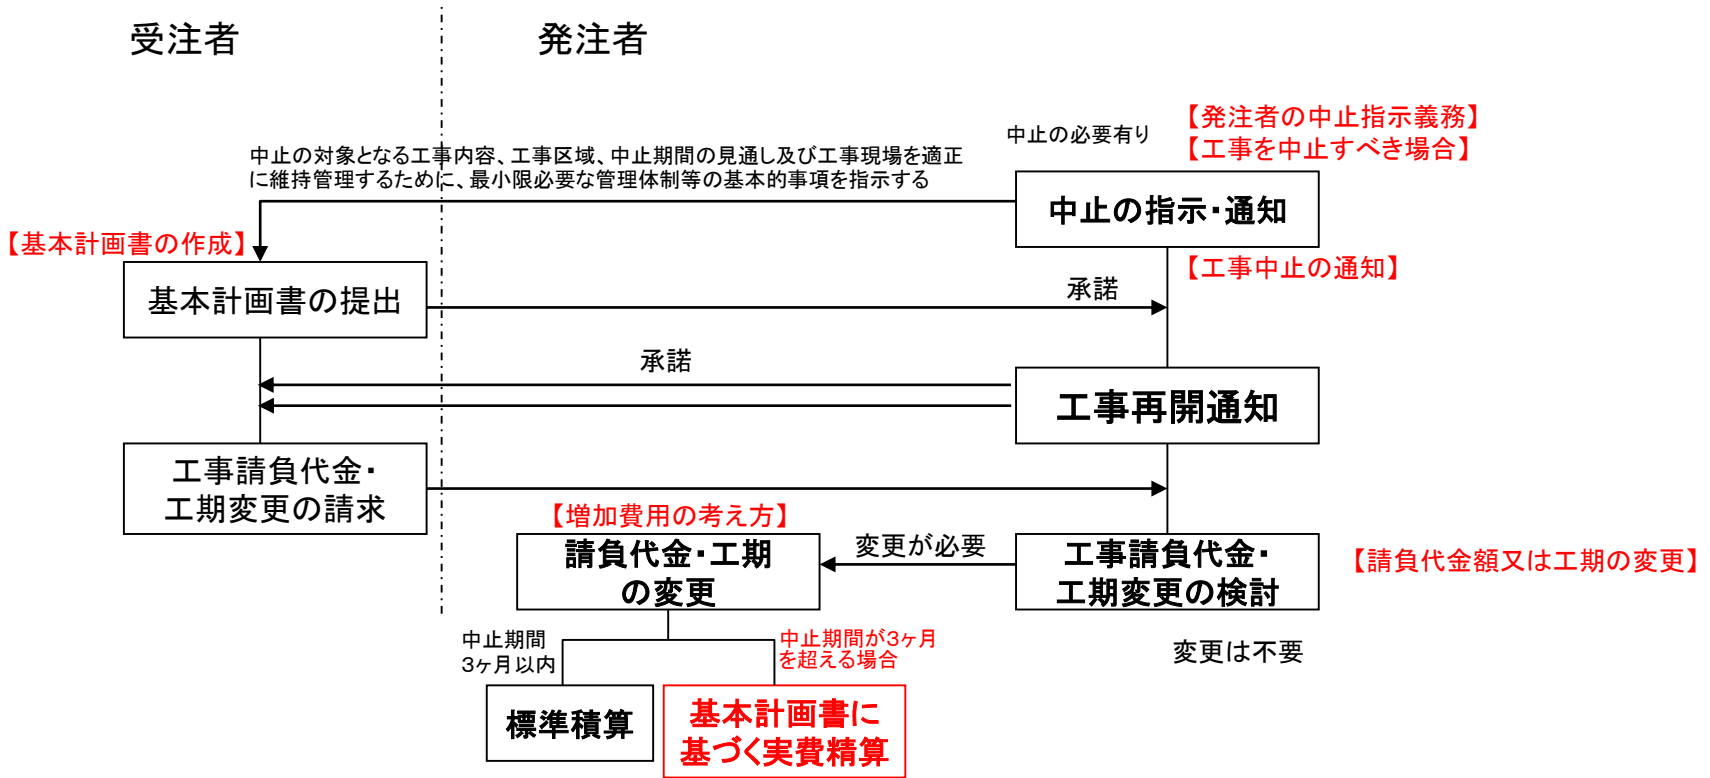 受注者
発注者
中止の必要有り
【発注者の中止指示義務】
【工事を中止すべき場合】
中止の対象となる工事内容、工事区域、中止期間の見通し及び工事現場を適正
に維持管理するために、最小限必要な管理体制等の基本的事項を指示する
中止の指示・通知
【基本計画書の作成】
【工事中止の通知】
基本計画書の提出
承諾
承諾
工事再開通知
工事請負代金・
工期変更の請求
【増加費用の考え方】
請負代金・工期
の変更
変更が必要
工事請負代金・
工期変更の検討
【請負代金額又は工期の変更】
中止期間
3ヶ月以内
中止期間が3ヶ月
を超える場合
変更は不要
標準積算
基本計画書に
基づく実費精算